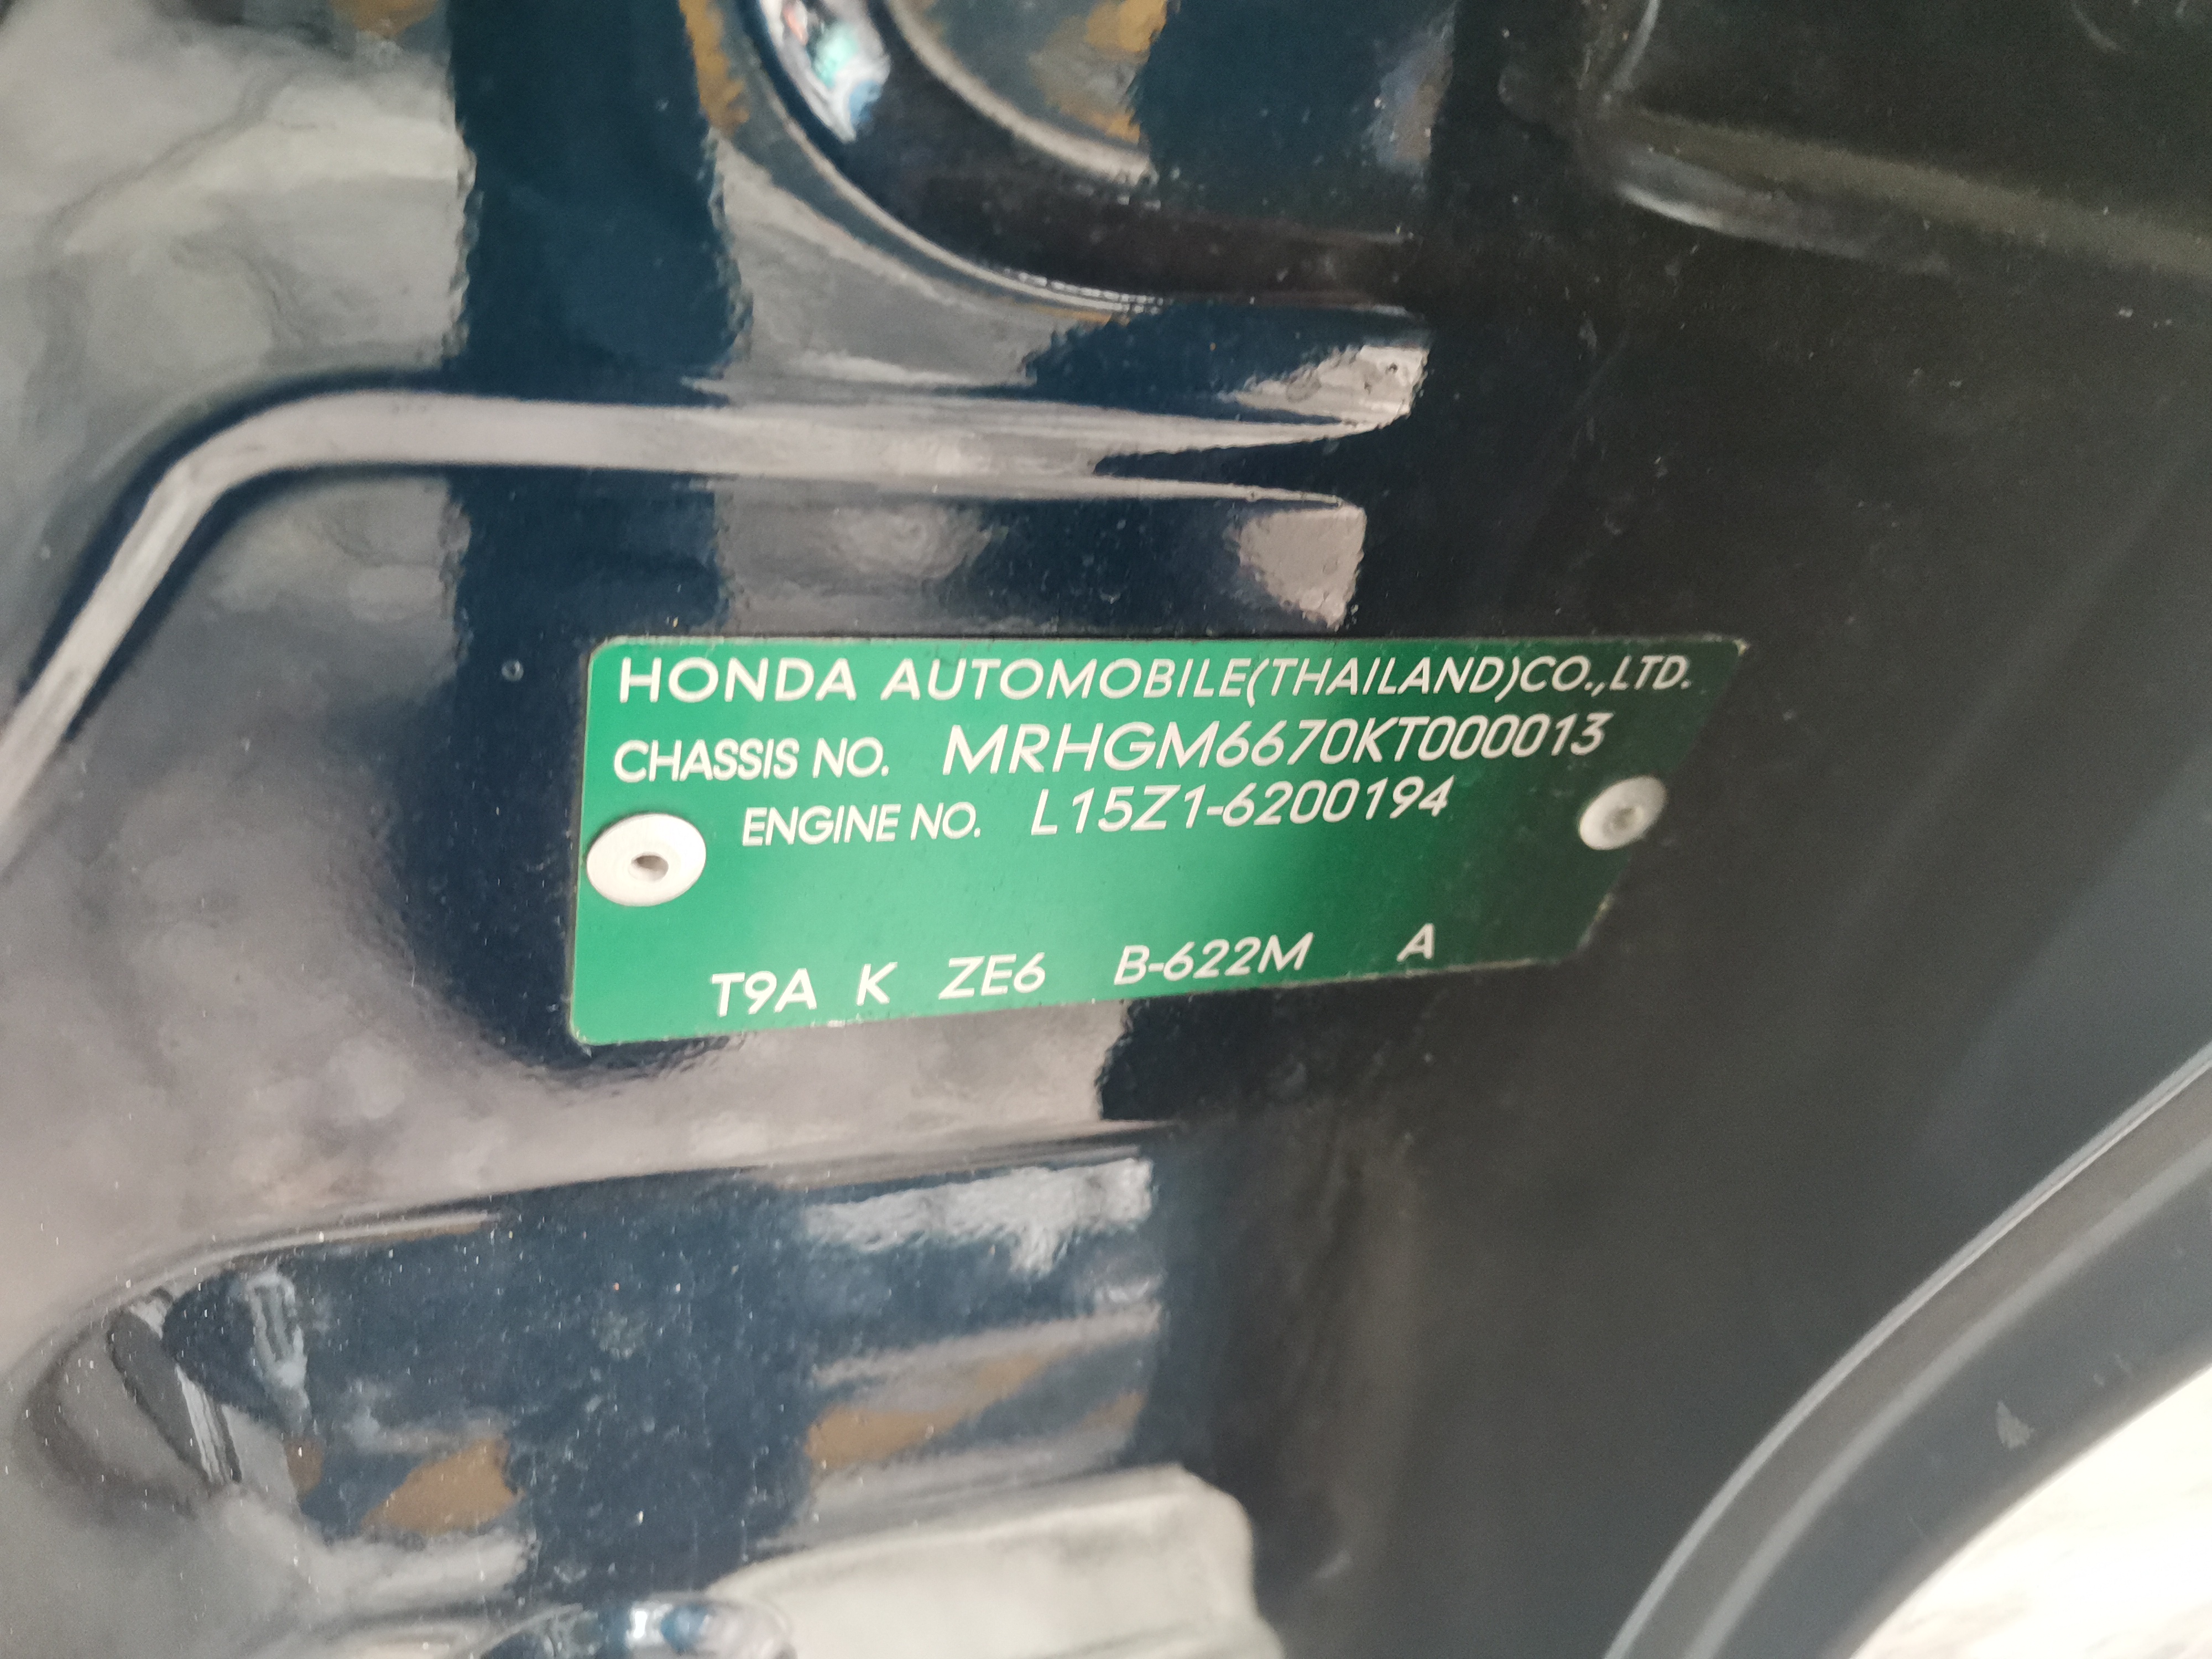 HONDA AUTOMOBILE(THAILAND)CO.,LTD.
CHASSIS NO. MRHGM6670KT000013
ENGINE NO. L15Z1-6200194
T9A K ZE6 B-622M A